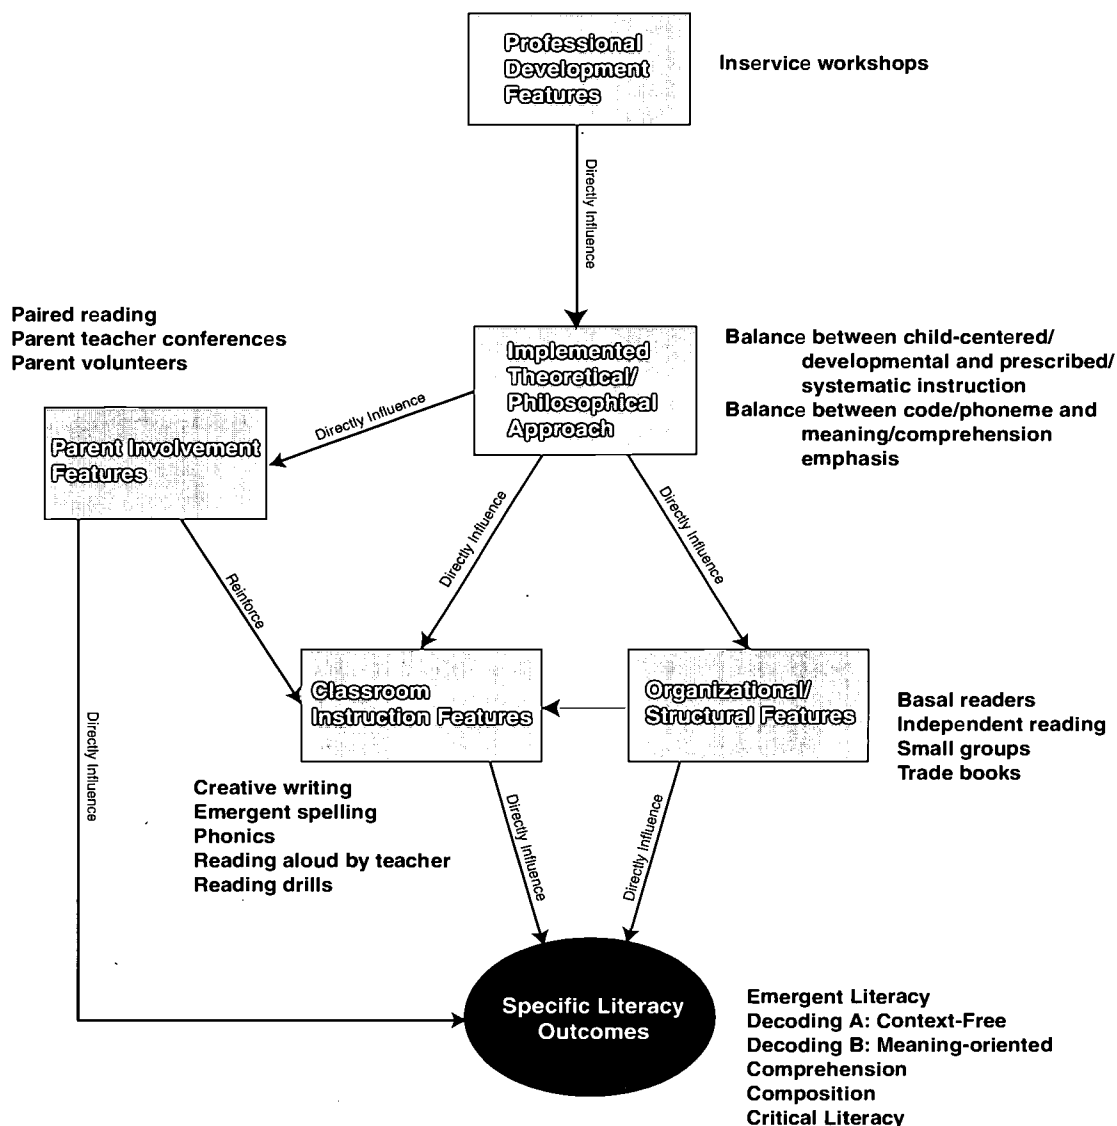 Professional
Development
Features
Inservice workshops
Directly Influence
Paired reading
Parent teacher conferences
Parent volunteers
Implemented
Theoretical/
Philosophical
Approach
Balance between child-centered/
developmental and prescribed/
systematic instruction
Balance between code/phoneme and
meaning/comprehension
emphasis
Directly Influence
Parent Involvement
Features
Directly Influence
Directly Influence
Reinforce
Classroom
Instruction Features
Organizational/
Structural Features
Basal readers
Independent reading
Small groups
Trade books
Directly Influence
Creative writing
Emergent spelling
Phonics
Reading aloud by teacher
Reading drills
Directly Influence
Directly Influence
Specific Literacy
Outcomes
Emergent Literacy
Decoding A: Context-Free
Decoding B: Meaning-oriented
Comprehension
Composition
Critical Literacy